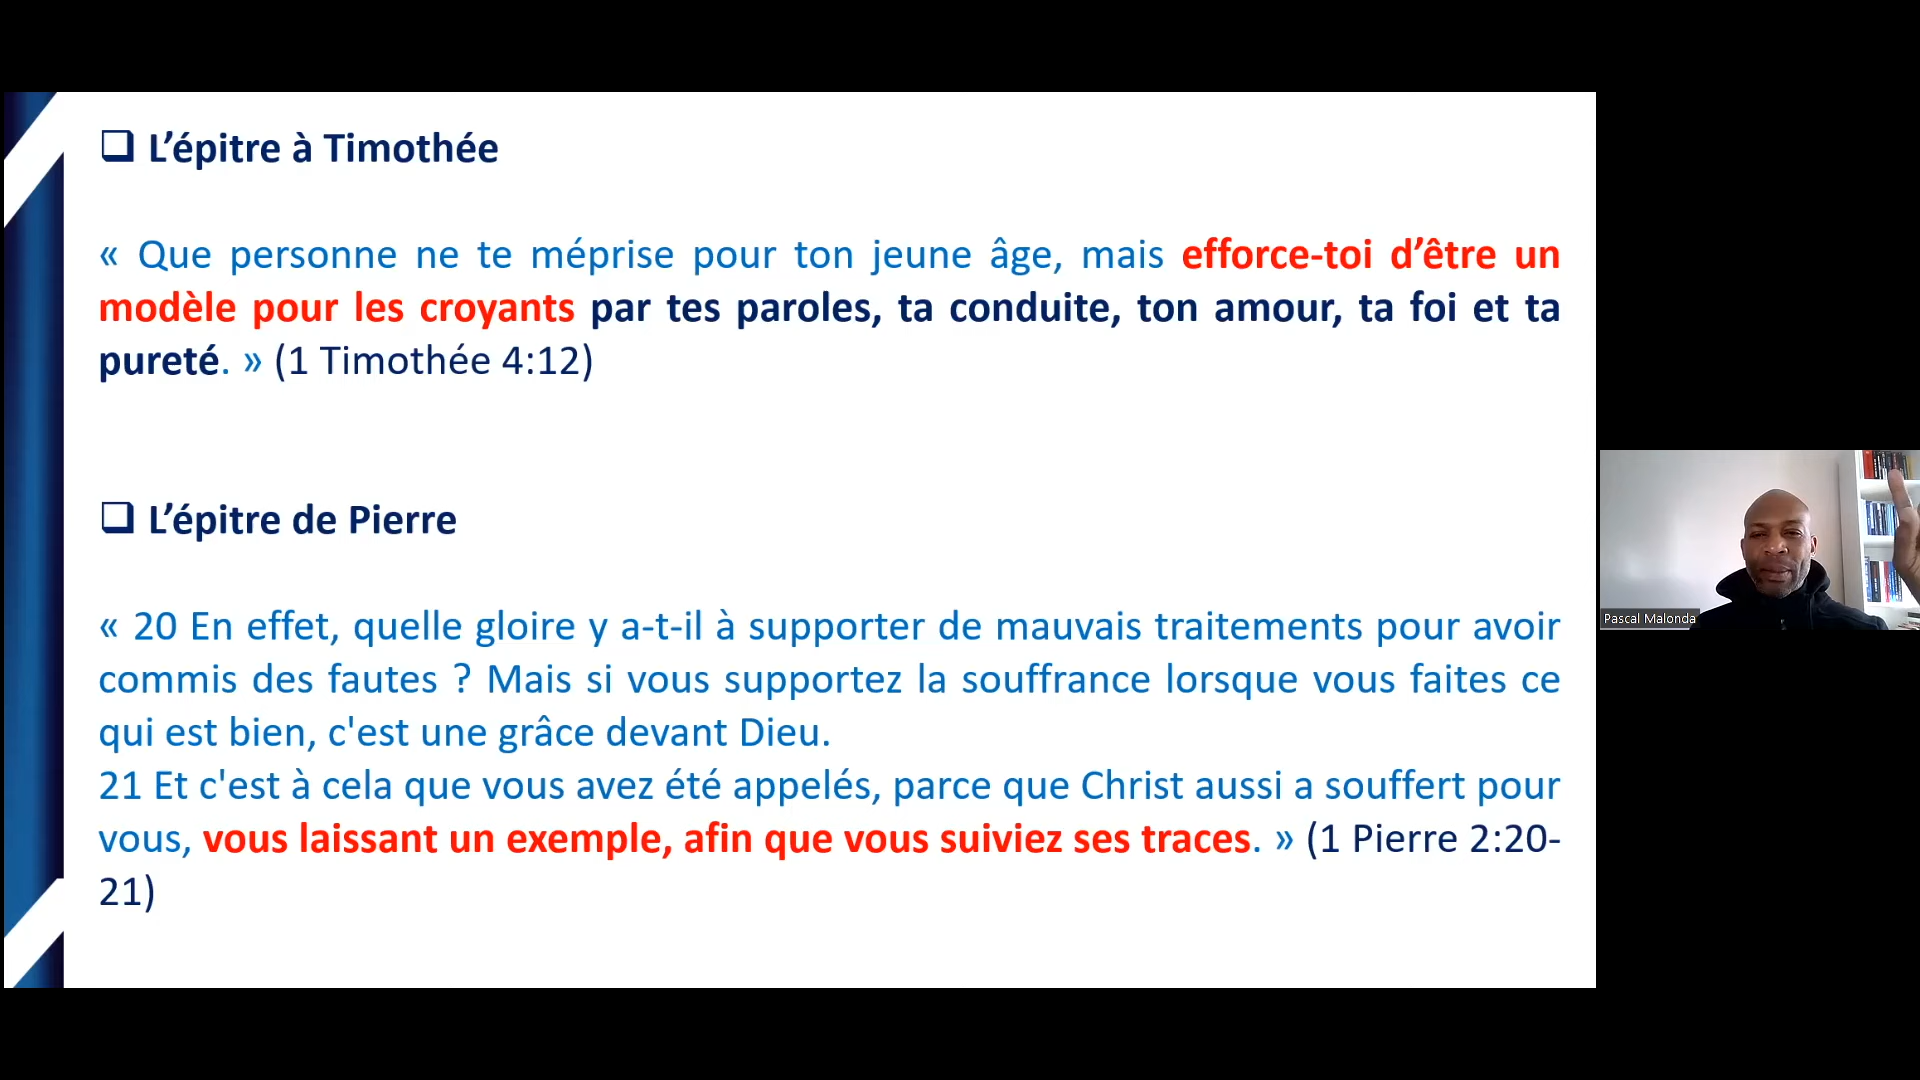 ❑ L’épitre à Timothée
« Que personne ne te méprise pour ton jeune âge, mais efforce-toi d’être un
modèle pour les croyants par tes paroles, ta conduite, ton amour, ta foi et ta
pureté. » (1 Timothée 4:12)
❑ L’épitre de Pierre
« 20 En effet, quelle gloire y a-t-il à supporter de mauvais traitements pour avoir
commis des fautes ? Mais si vous supportez la souffrance lorsque vous faites ce
qui est bien, c'est une grâce devant Dieu.
21 Et c'est à cela que vous avez été appelés, parce que Christ aussi a souffert pour
vous, vous laissant un exemple, afin que vous suiviez ses traces. » (1 Pierre 2:20-
21)
Pascal Malonda